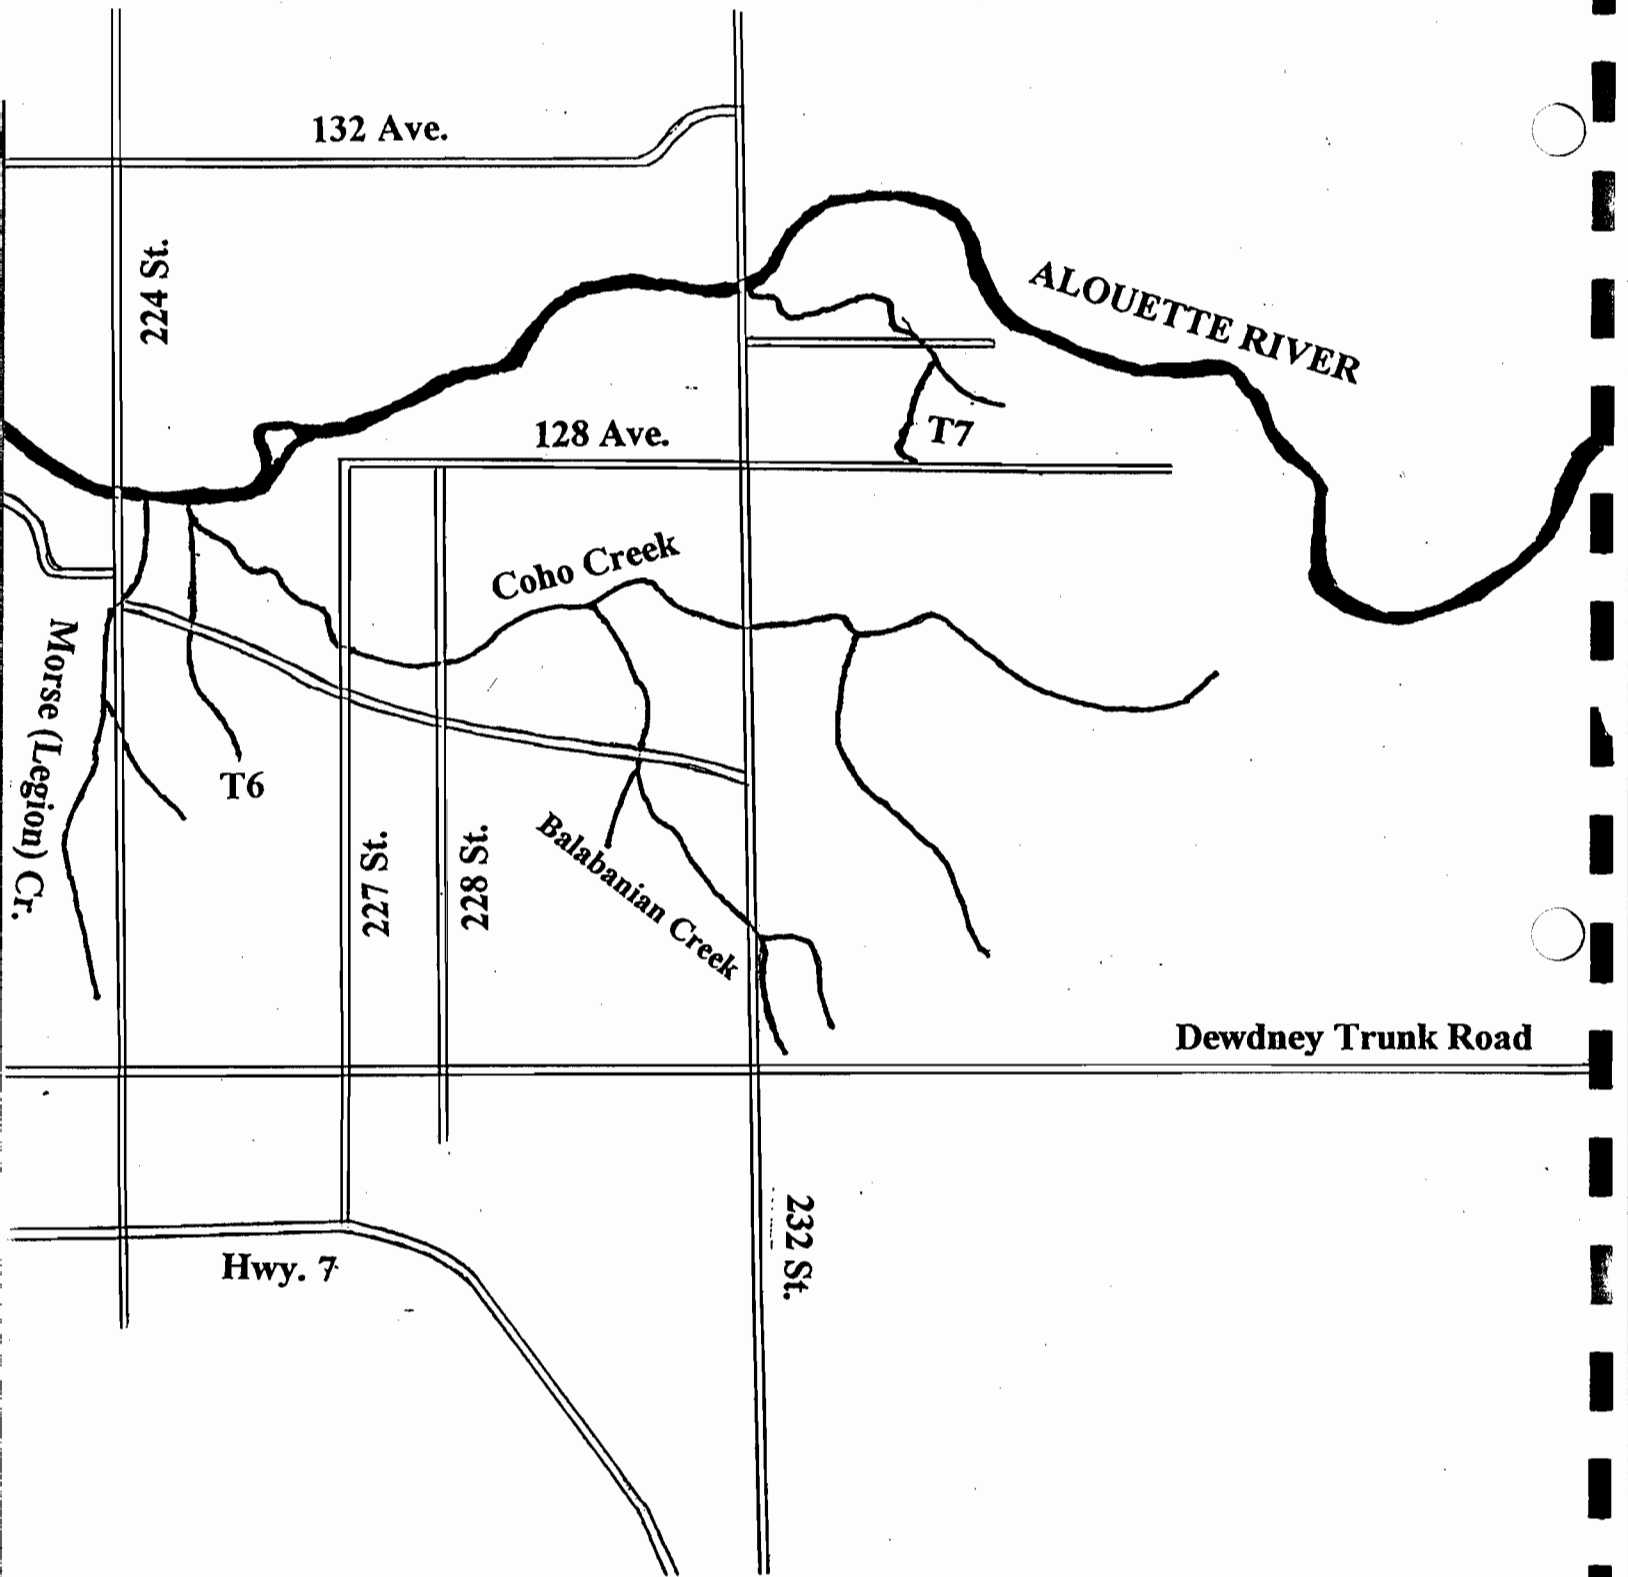 132 Ave.
224 St.
ALOUETTE RIVER
128 Ave.
T7
Coho Creek
Morse (Legion) Cr.
T6
227 St.
228 St.
Balabanian Creek
Dewdney Trunk Road
232 St.
Hwy. 7